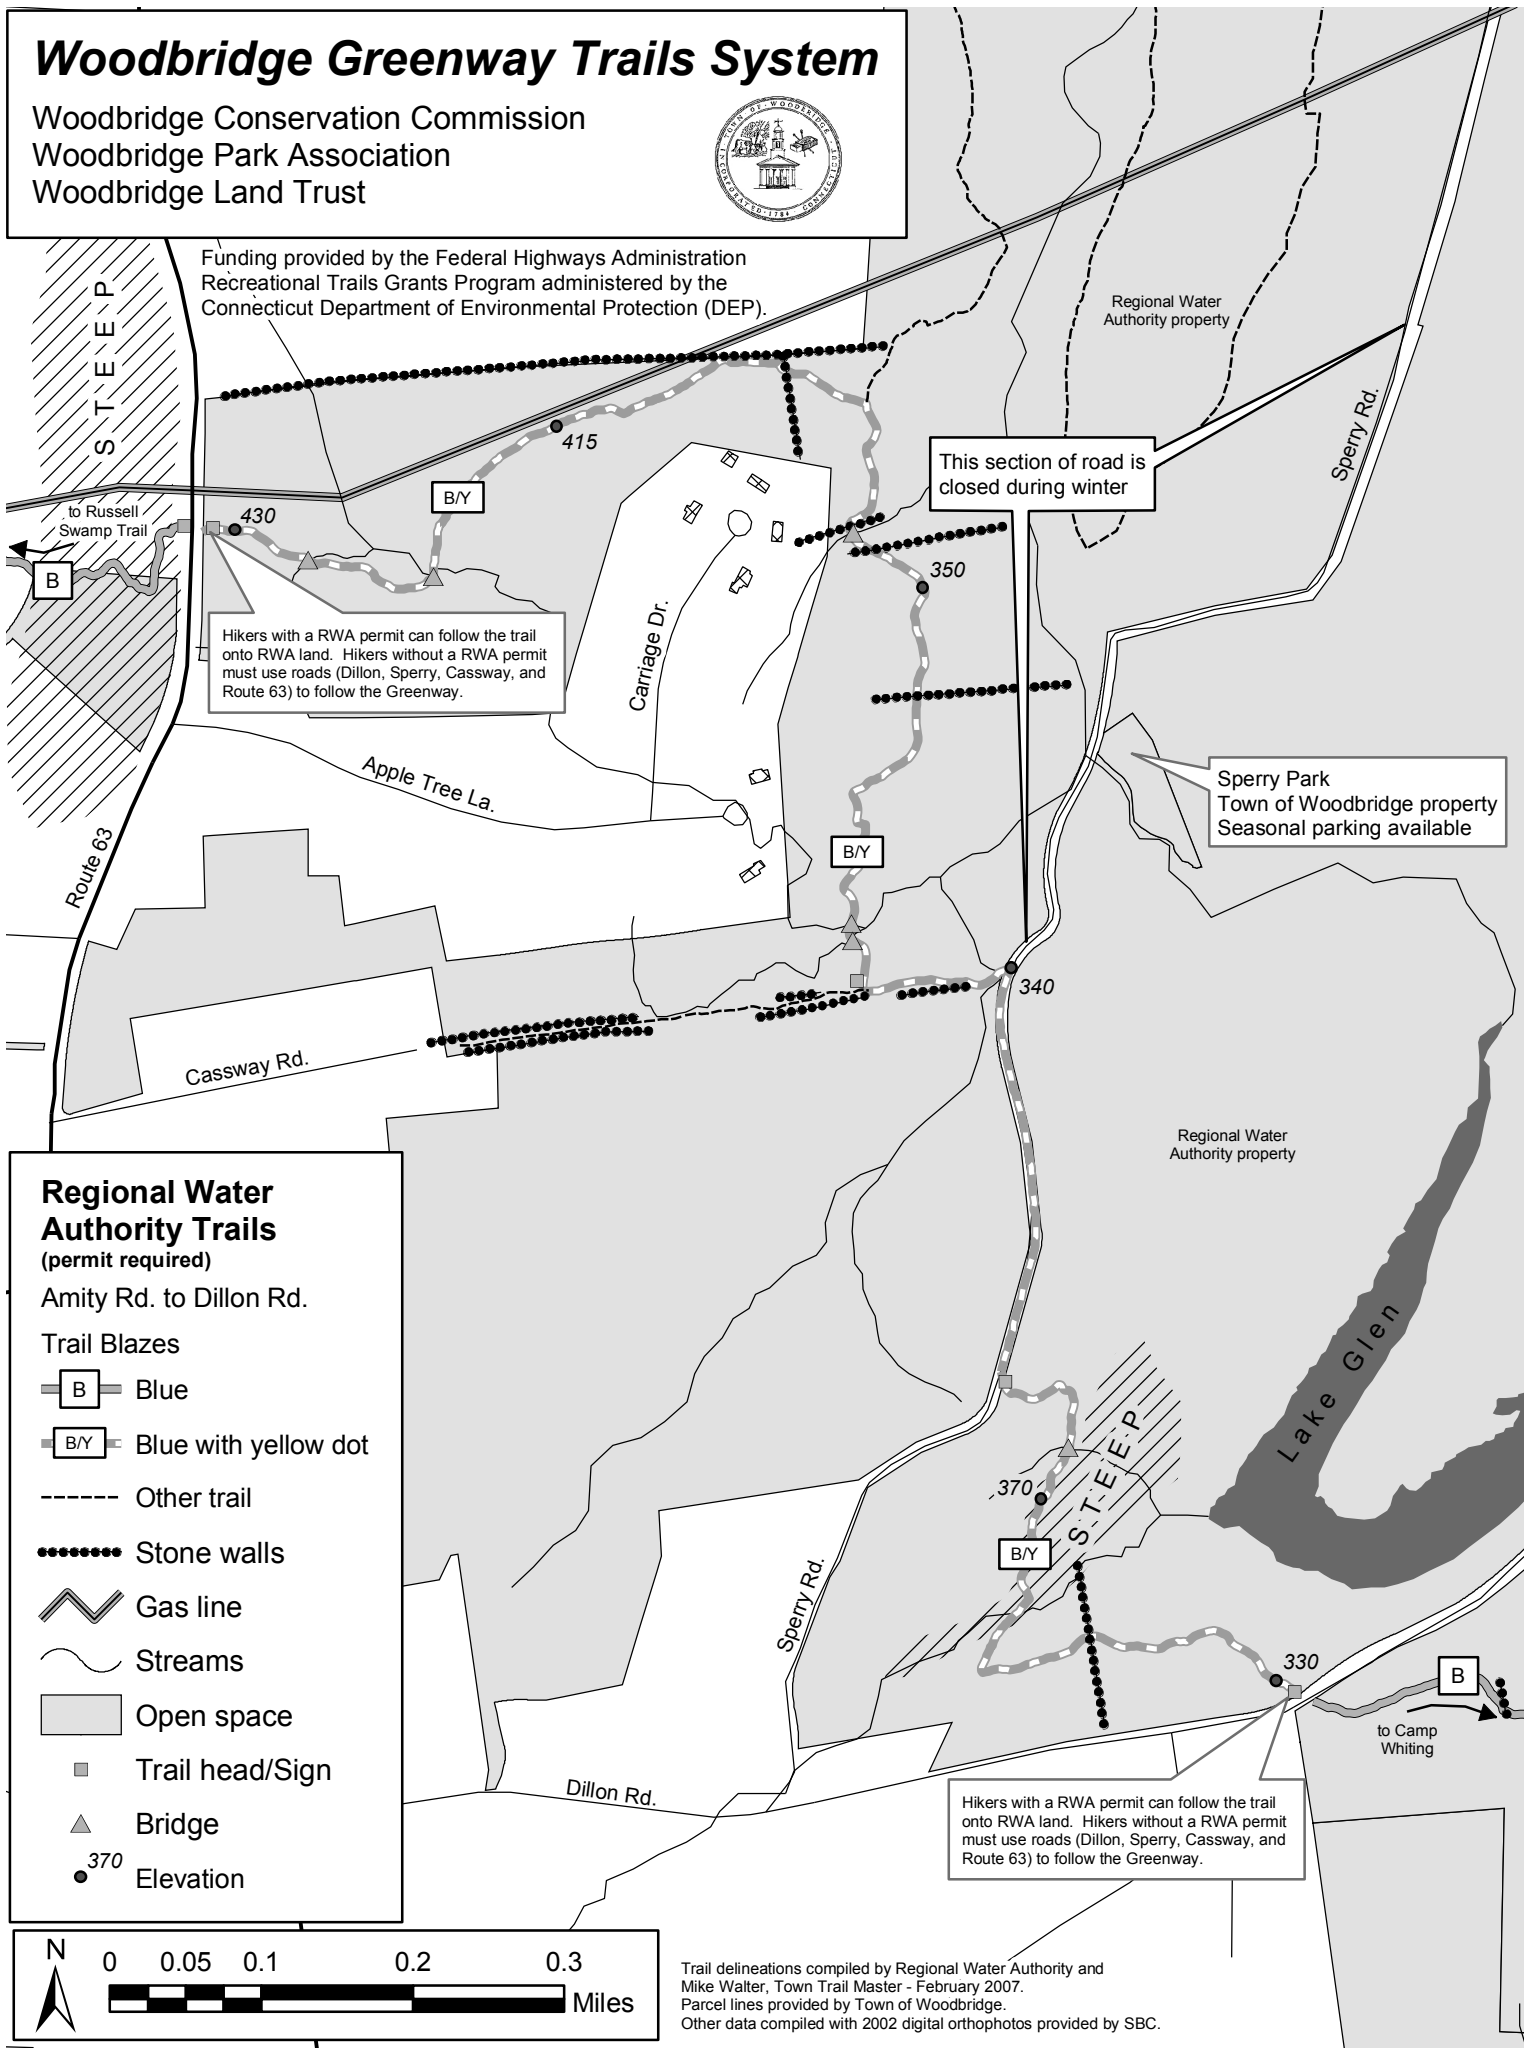 Woodbridge Greenway Trails System
Woodbridge Conservation Commission
Woodbridge Park Association
Woodbridge Land Trust
TOWN OF WOODBRIDGE
INCORPORATED 1784 CONNECTICUT
Funding provided by the Federal Highways Administration
Recreational Trails Grants Program administered by the
Connecticut Department of Environmental Protection (DEP).
STEEP
Regional Water
Authority property
Sperry Rd.
415
This section of road is
closed during winter
B/Y
to Russell
Swamp Trail
430
B
350
Hikers with a RWA permit can follow the trail
onto RWA land. Hikers without a RWA permit
must use roads (Dillon, Sperry, Cassway, and
Route 63) to follow the Greenway.
Carriage Dr.
Apple Tree La.
Sperry Park
Town of Woodbridge property
Seasonal parking available
B/Y
Route 63
340
Cassway Rd.
Regional Water
Authority property
Lake Glen
STEEP
370
B/Y
Sperry Rd.
330
B
to Camp
Whiting
Dillon Rd.
Hikers with a RWA permit can follow the trail
onto RWA land. Hikers without a RWA permit
must use roads (Dillon, Sperry, Cassway, and
Route 63) to follow the Greenway.
Regional Water
Authority Trails
(permit required)
Amity Rd. to Dillon Rd.
Trail Blazes
B Blue
B/Y Blue with yellow dot
Other trail
Stone walls
Gas line
Streams
Open space
Trail head/Sign
Bridge
370 Elevation
N
0 0.05 0.1 0.2 0.3
Miles
Trail delineations compiled by Regional Water Authority and
Mike Walter, Town Trail Master - February 2007.
Parcel lines provided by Town of Woodbridge.
Other data compiled with 2002 digital orthophotos provided by SBC.